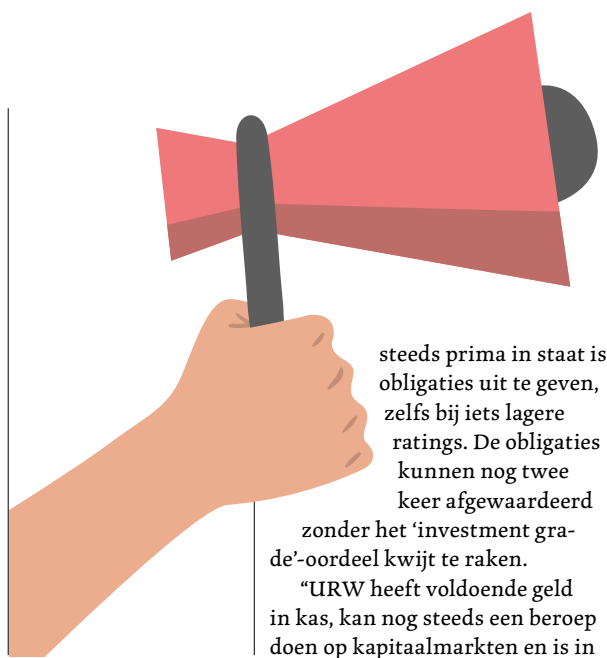 steeds prima in staat is
obligaties uit te geven,
zelfs bij iets lagere
ratings. De obligaties
kunnen nog twee
keer afgewaardeerd
zonder het ‘investment gra-
de’-oordeel kwijt te raken.
“URW heeft voldoende geld
in kas, kan nog steeds een beroep
doen op kapitaalmarkten en is in